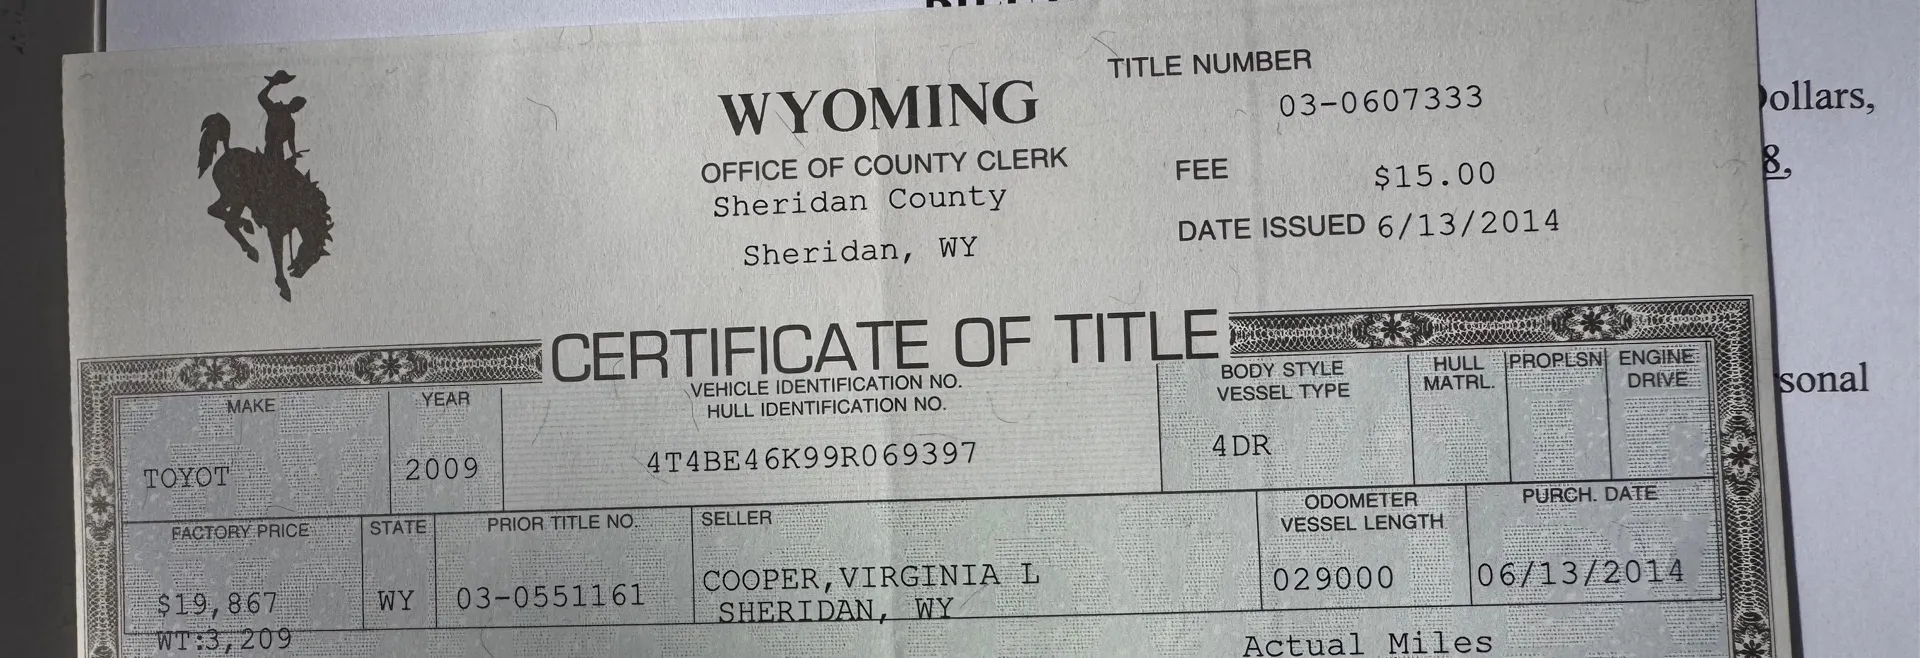 WYOMING
OFFICE OF COUNTY CLERK
Sheridan County
Sheridan, WY
TITLE NUMBER
03-0607333
FEE $15.00
DATE ISSUED 6/13/2014
ollars,
8,
sonal
CERTIFICATE OF TITLE
MAKE
TOYOT
YEAR
2009
VEHICLE IDENTIFICATION NO.
HULL IDENTIFICATION NO.
4T4BE46K99R069397
BODY STYLE
VESSEL TYPE
4DR
HULL
MATRL.
PROPLSN
ENGINE
DRIVE
FACTORY PRICE
$19,867
WT:3,209
STATE
WY
PRIOR TITLE NO.
03-0551161
SELLER
COOPER,VIRGINIA L
SHERIDAN, WY
ODOMETER
VESSEL LENGTH
029000
Actual Miles
PURCH. DATE
06/13/2014